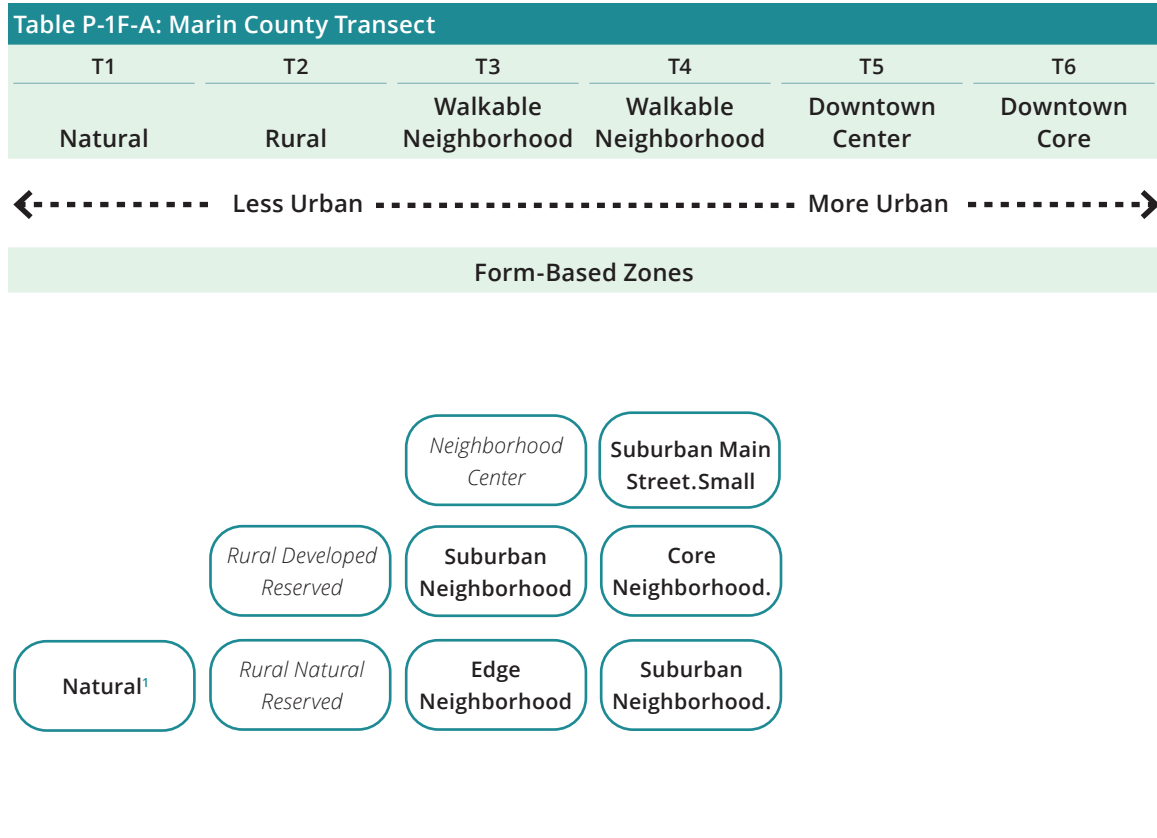 Table P-1F-A: Marin County Transect
T1 T2 T3 T4 T5 T6
Natural Rural Walkable Neighborhood Walkable Neighborhood Downtown Center Downtown Core
Less Urban More Urban
Form-Based Zones
Neighborhood
Center
Suburban Main
Street.Small
Rural Developed
Reserved
Suburban
Neighborhood
Core
Neighborhood.
Natural¹
Rural Natural
Reserved
Edge
Neighborhood
Suburban
Neighborhood.